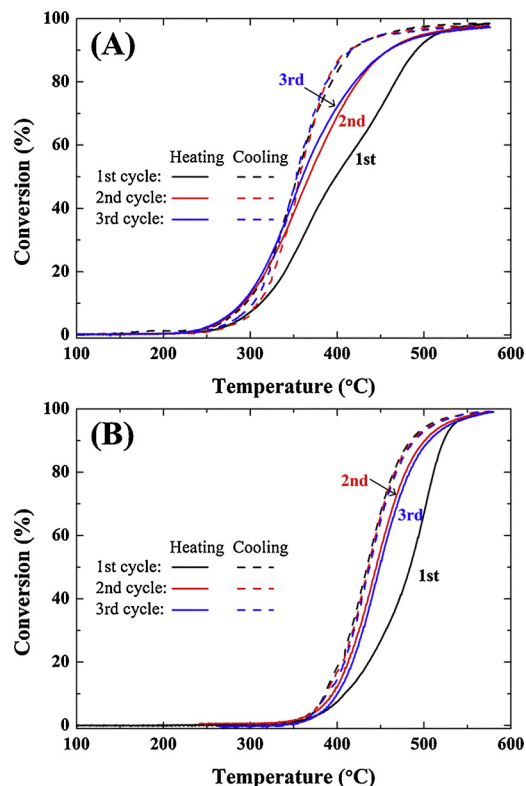 (A)
100
80
60
40
20
0
Conversion (%)
3rd
2nd
1st
Heating Cooling
1st cycle:
2nd cycle:
3rd cycle:
100 200 300 400 500 600
Temperature (°C)
(B)
100
80
60
40
20
0
Conversion (%)
2nd
3rd
1st
Heating Cooling
1st cycle:
2nd cycle:
3rd cycle:
100 200 300 400 500 600
Temperature (°C)